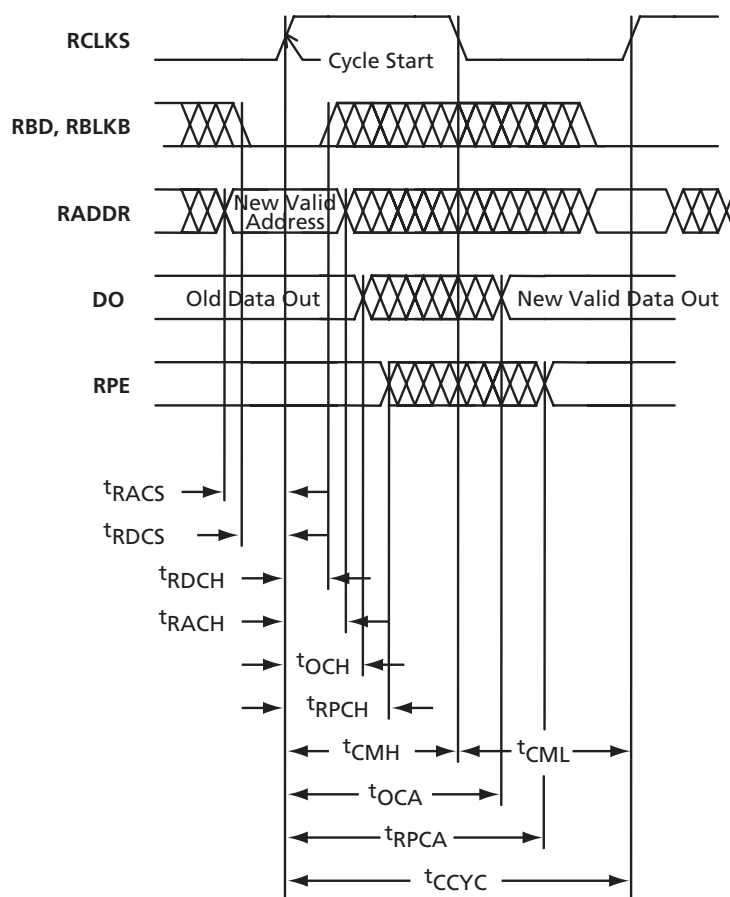 RCLKS
Cycle Start
RBD, RBLKB
RADDR
New Valid
Address
DO
Old Data Out
New Valid Data Out
RPE
tRACS
tRDCS
tRDCH
tRACH
tOCH
tRPCH
tCMH
tCML
tOCA
tRPCA
tCCYC